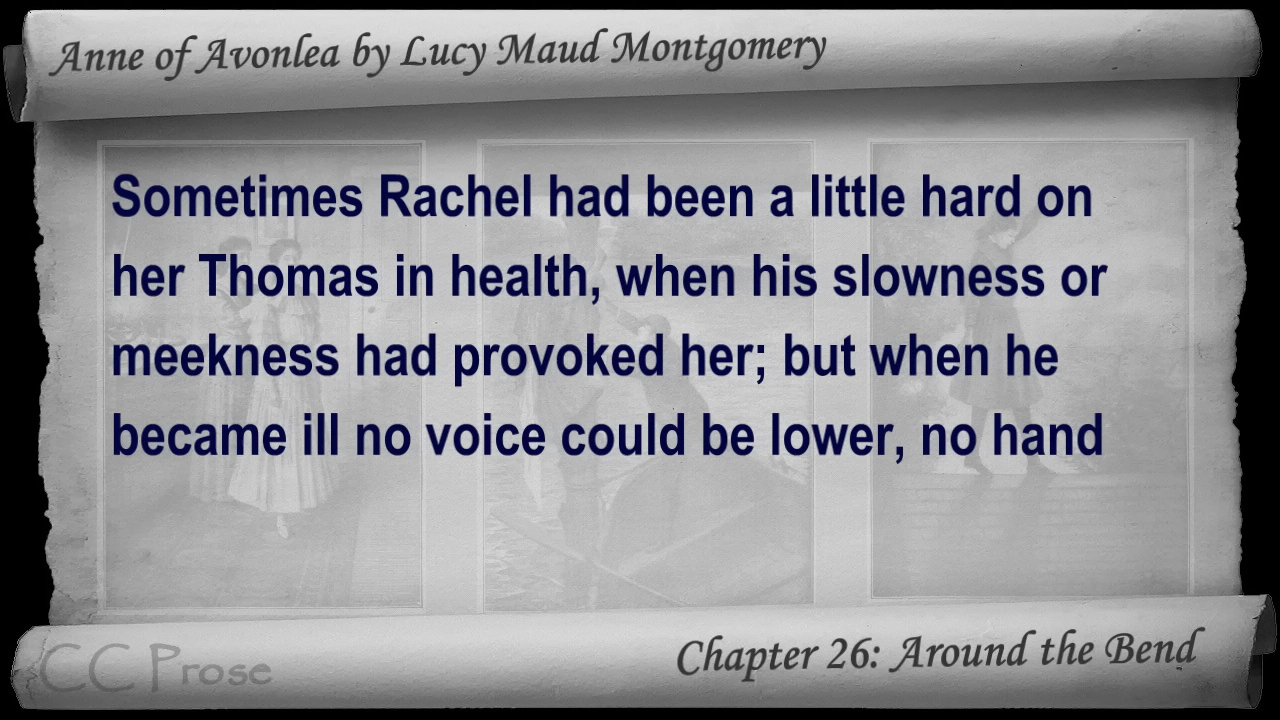 Anne of Avonlea by Lucy Maud Montgomery
Sometimes Rachel had been a little hard on
her Thomas in health, when his slowness or
meekness had provoked her; but when he
became ill no voice could be lower, no hand
CC Prose
Chapter 26: Around the Bend